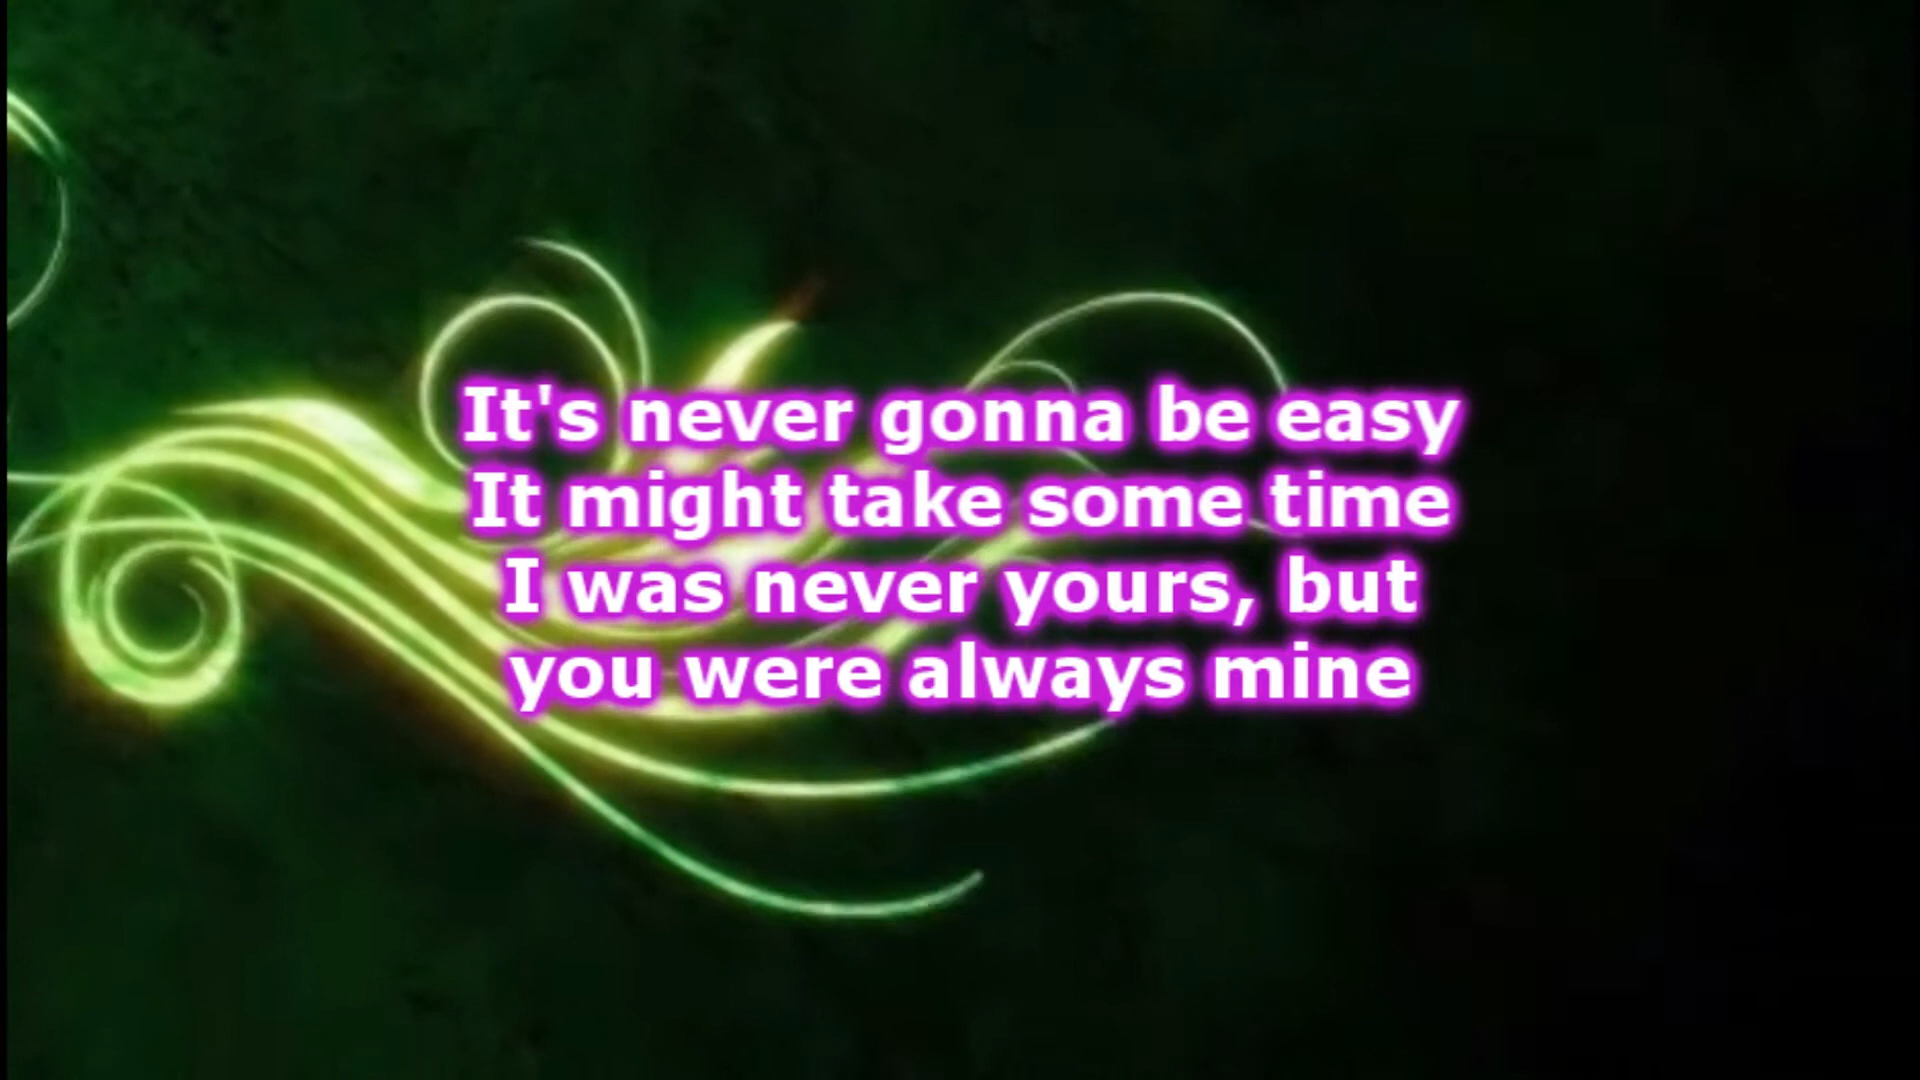 It's never gonna be easy
It might take some time
I was never yours, but
you were always mine